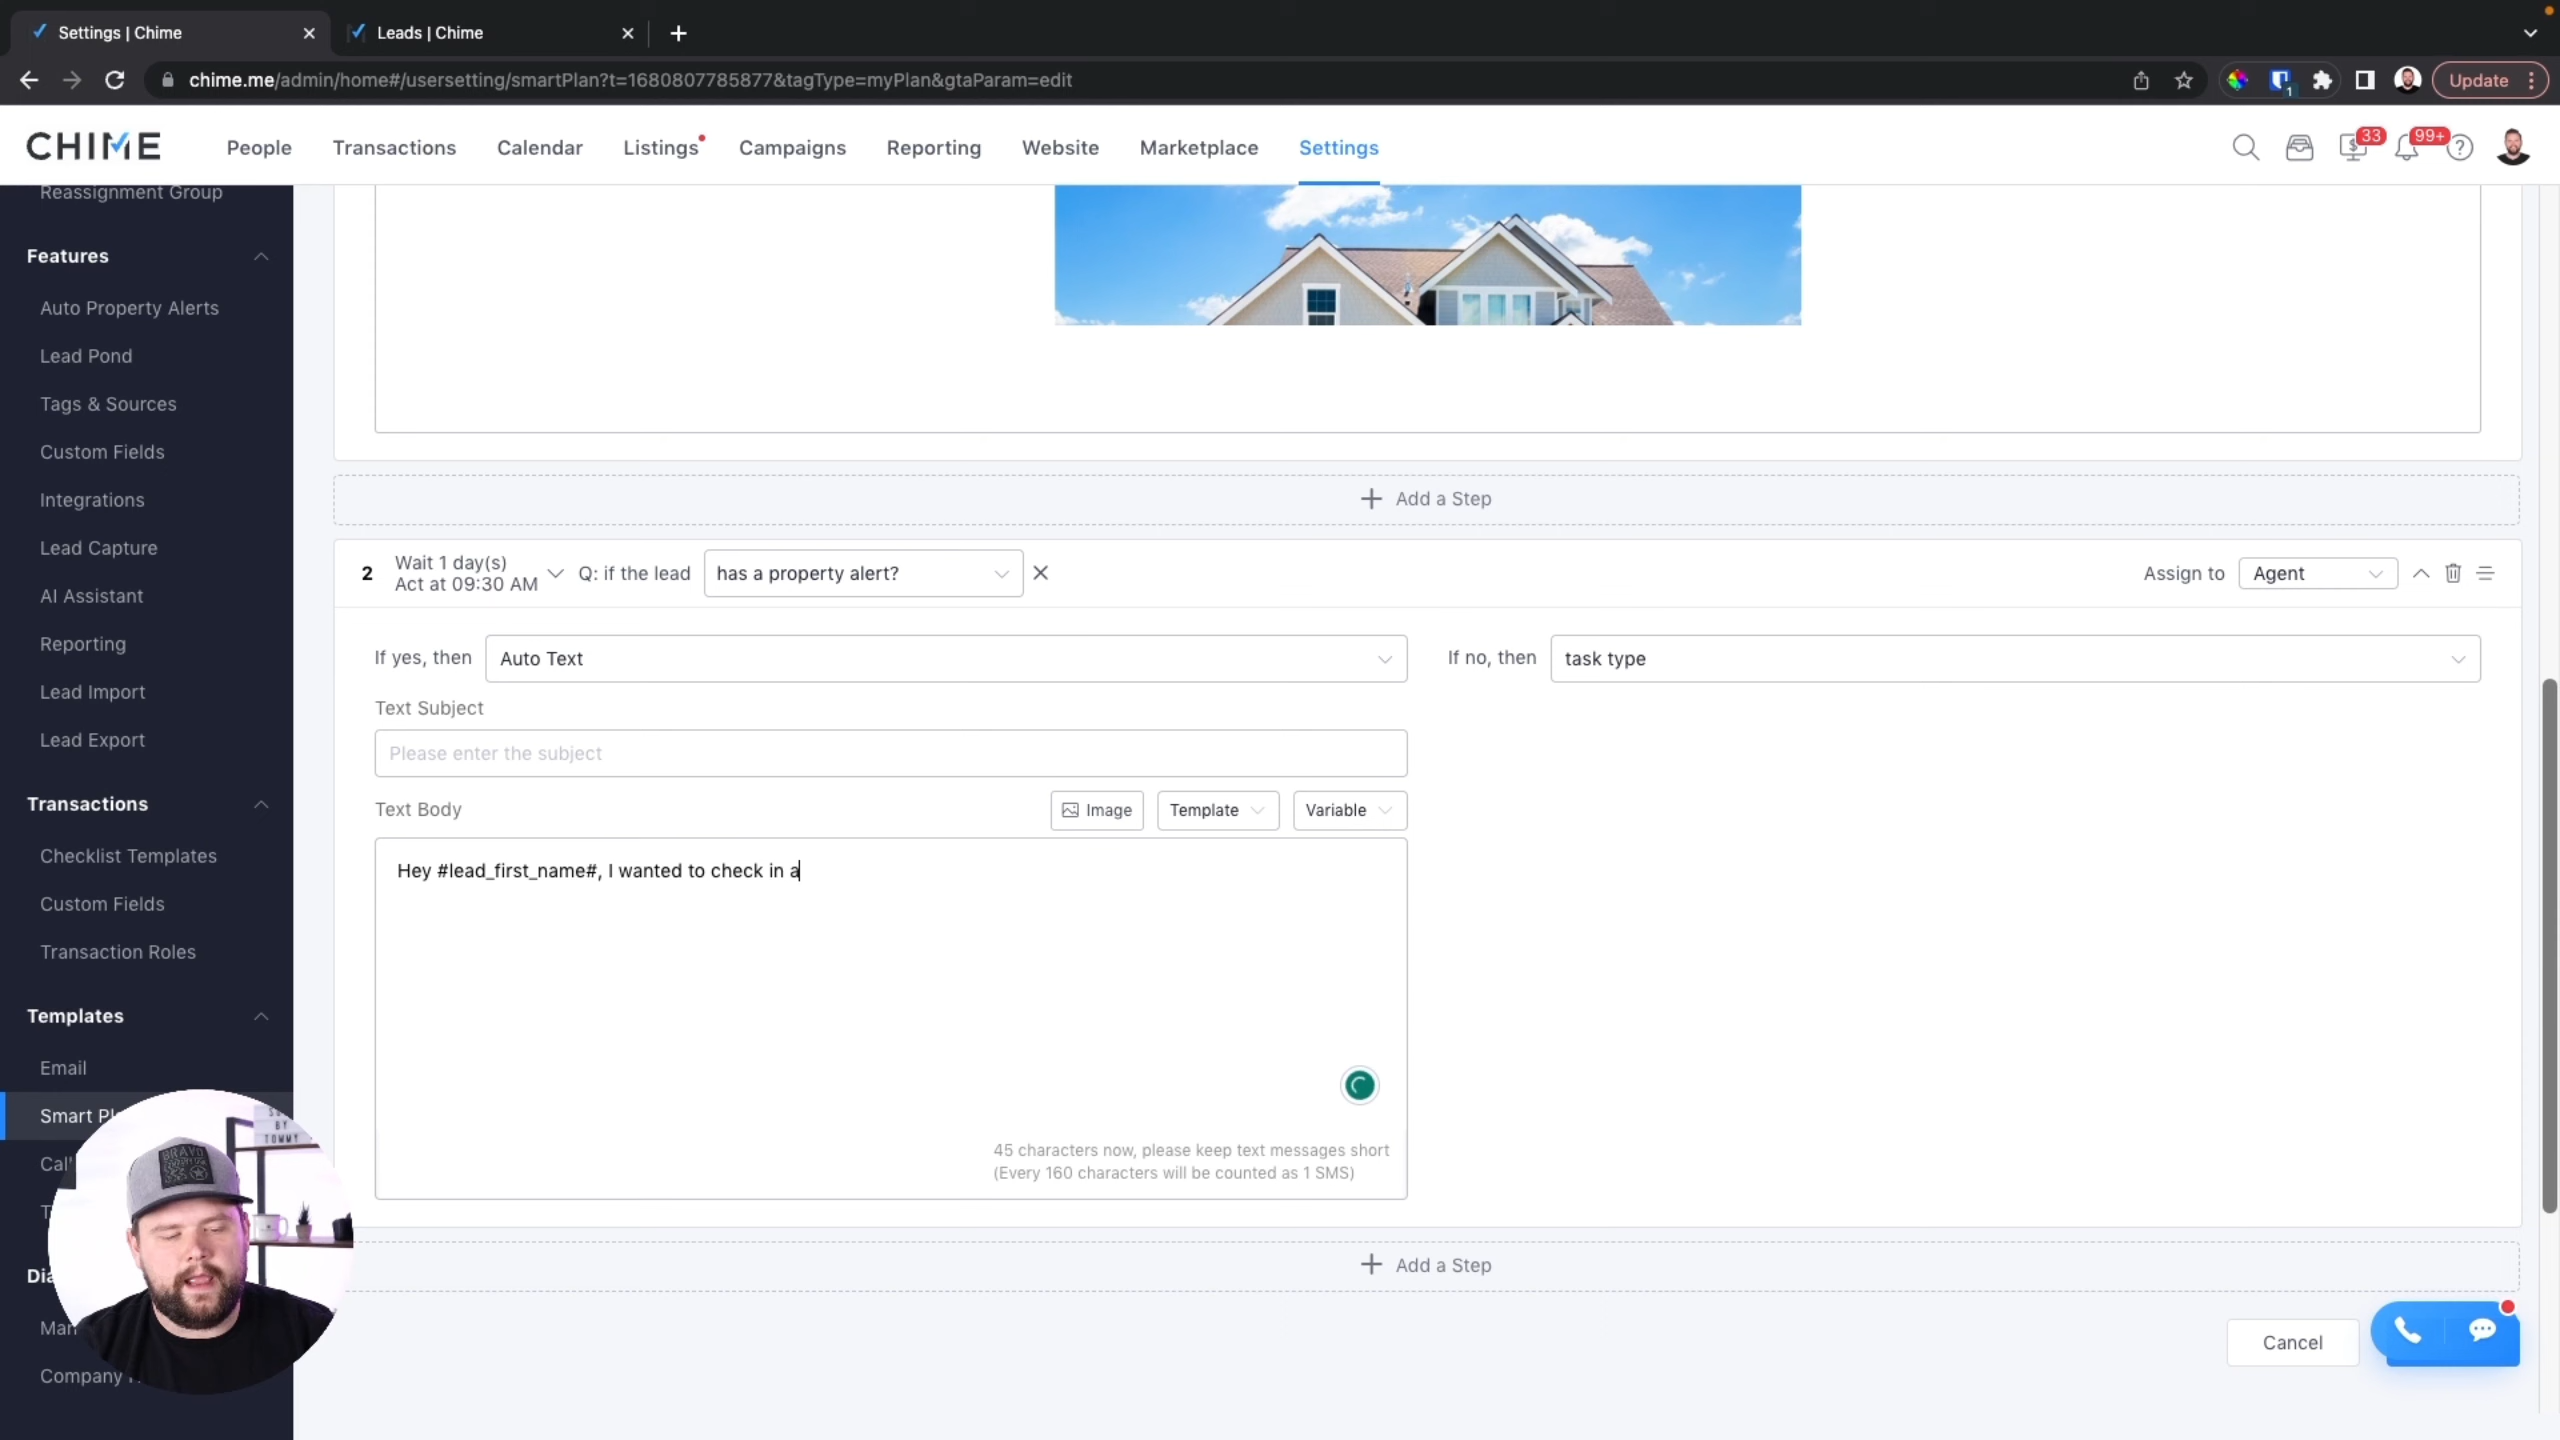 Settings | Chime
Leads | Chime
chime.me/admin/home#/usersetting/smartPlan?t=1680807785877&tagType=myPlan&gtaParam=edit
1
Update
CHIME
People
Transactions
Calendar
Listings
Campaigns
Reporting
Website
Marketplace
Settings
33
99+
Reassignment Group
Features
Auto Property Alerts
Lead Pond
Tags & Sources
Custom Fields
Integrations
Lead Capture
AI Assistant
Reporting
Lead Import
Lead Export
Transactions
Checklist Templates
Custom Fields
Transaction Roles
Templates
Email
Smart Pl
Call
T
Dia
Man
Company
BY
TOMMY
Add a Step
2
Wait 1 day(s)
Act at 09:30 AM
Q: if the lead
has a property alert?
Assign to
Agent
If yes, then
Auto Text
If no, then
task type
Text Subject
Please enter the subject
Text Body
Image
Template
Variable
Hey #lead_first_name#, I wanted to check in a
45 characters now, please keep text messages short
(Every 160 characters will be counted as 1 SMS)
Add a Step
Cancel